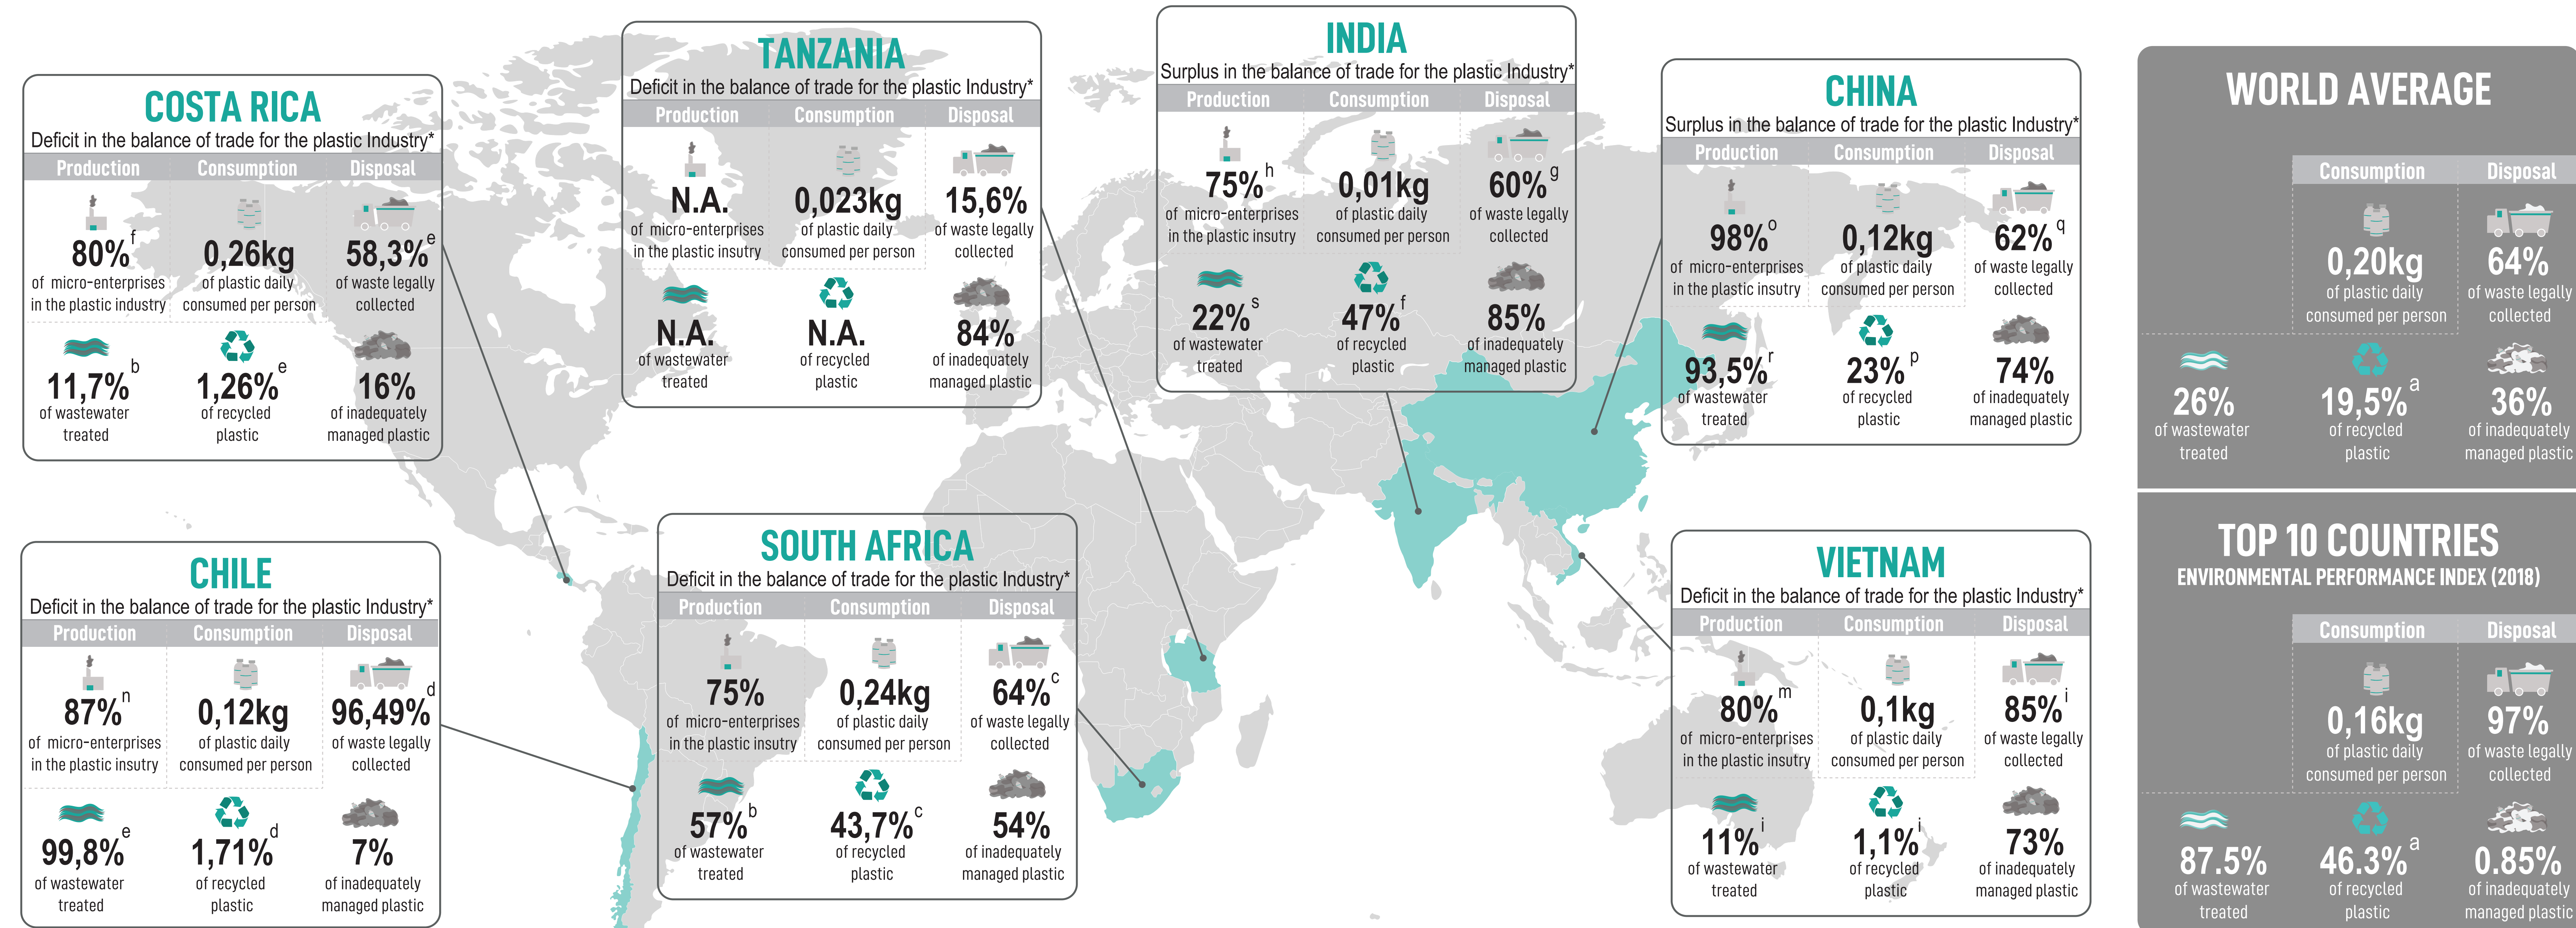 COSTA RICA
Deficit in the balance of trade for the plastic Industry*
Production Consumption Disposal
80% f 0,26kg 58,3% e
of micro-enterprises of plastic daily of waste legally
in the plastic industry consumed per person collected
11,7% b 1,26% e 16%
of wastewater of recycled of inadequately
treated plastic managed plastic
TANZANIA
Deficit in the balance of trade for the plastic Industry*
Production Consumption Disposal
N.A. 0,023kg 15,6%
of micro-enterprises of plastic daily of waste legally
in the plastic insutry consumed per person collected
N.A. N.A. 84%
of wastewater of recycled of inadequately
treated plastic managed plastic
INDIA
Surplus in the balance of trade for the plastic Industry*
Production Consumption Disposal
75% h 0,01kg 60% g
of micro-enterprises of plastic daily of waste legally
in the plastic insutry consumed per person collected
22% s 47% f 85%
of wastewater of recycled of inadequately
treated plastic managed plastic
CHINA
Surplus in the balance of trade for the plastic Industry*
Production Consumption Disposal
98% o 0,12kg 62% q
of micro-enterprises of plastic daily of waste legally
in the plastic insutry consumed per person collected
93,5% r 23% p 74%
of wastewater of recycled of inadequately
treated plastic managed plastic
WORLD AVERAGE
Consumption Disposal
0,20kg 64%
of plastic daily of waste legally
consumed per person collected
26% 19,5% a 36%
of wastewater of recycled of inadequately
treated plastic managed plastic
CHILE
Deficit in the balance of trade for the plastic Industry*
Production Consumption Disposal
87% n 0,12kg 96,49% d
of micro-enterprises of plastic daily of waste legally
in the plastic insutry consumed per person collected
99,8% e 1,71% d 7%
of wastewater of recycled of inadequately
treated plastic managed plastic
SOUTH AFRICA
Deficit in the balance of trade for the plastic Industry*
Production Consumption Disposal
75% 0,24kg 64% c
of micro-enterprises of plastic daily of waste legally
in the plastic insutry consumed per person collected
57% b 43,7% c 54%
of wastewater of recycled of inadequately
treated plastic managed plastic
VIETNAM
Deficit in the balance of trade for the plastic Industry*
Production Consumption Disposal
80% m 0,1kg 85% i
of micro-enterprises of plastic daily of waste legally
in the plastic insutry consumed per person collected
11% i 1,1% i 73%
of wastewater of recycled of inadequately
treated plastic managed plastic
TOP 10 COUNTRIES
ENVIRONMENTAL PERFORMANCE INDEX (2018)
Consumption Disposal
0,16kg 97%
of plastic daily of waste legally
consumed per person collected
87.5% 46.3% a 0.85%
of wastewater of recycled of inadequately
treated plastic managed plastic